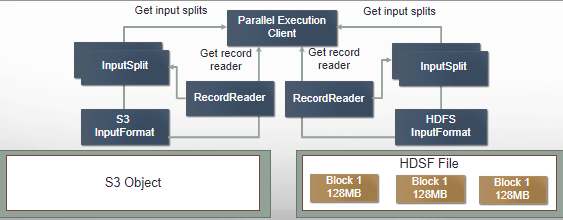 Get input splits
Parallel Execution
Client
Get input splits
Get record
reader
Get record
reader
InputSplit
InputSplit
RecordReader
RecordReader
S3
InputFormat
HDFS
InputFormat
S3 Object
HDSF File
Block 1
128MB
Block 1
128MB
Block 1
128MB